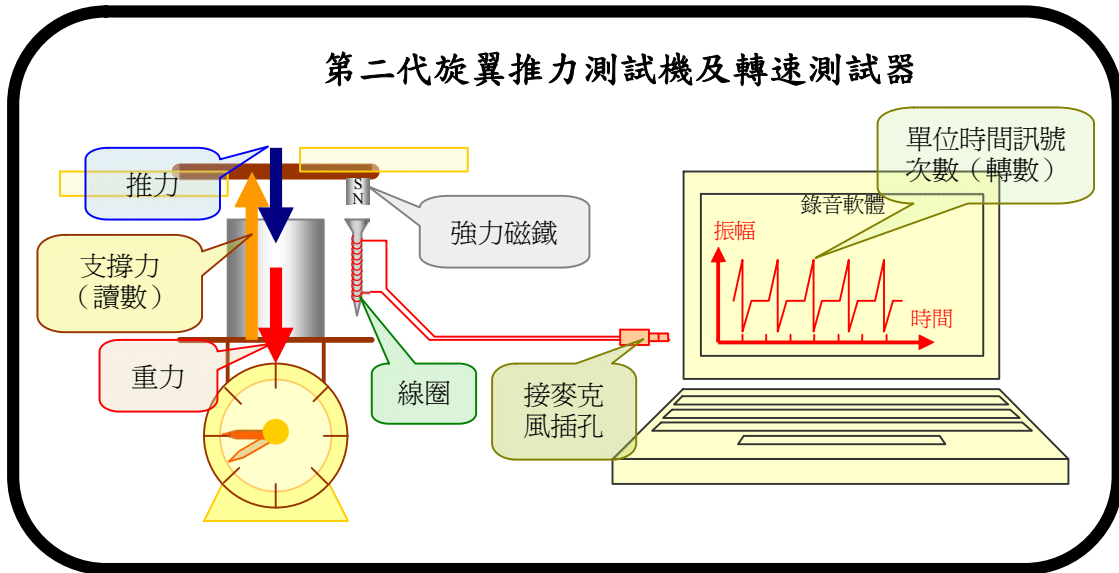 第二代旋翼推力測試機及轉速測試器
單位時間訊號
次數（轉數）
推力
S
N
強力磁鐵
錄音軟體
振幅
支撐力
（讀數）
時間
重力
線圈
接麥克
風插孔